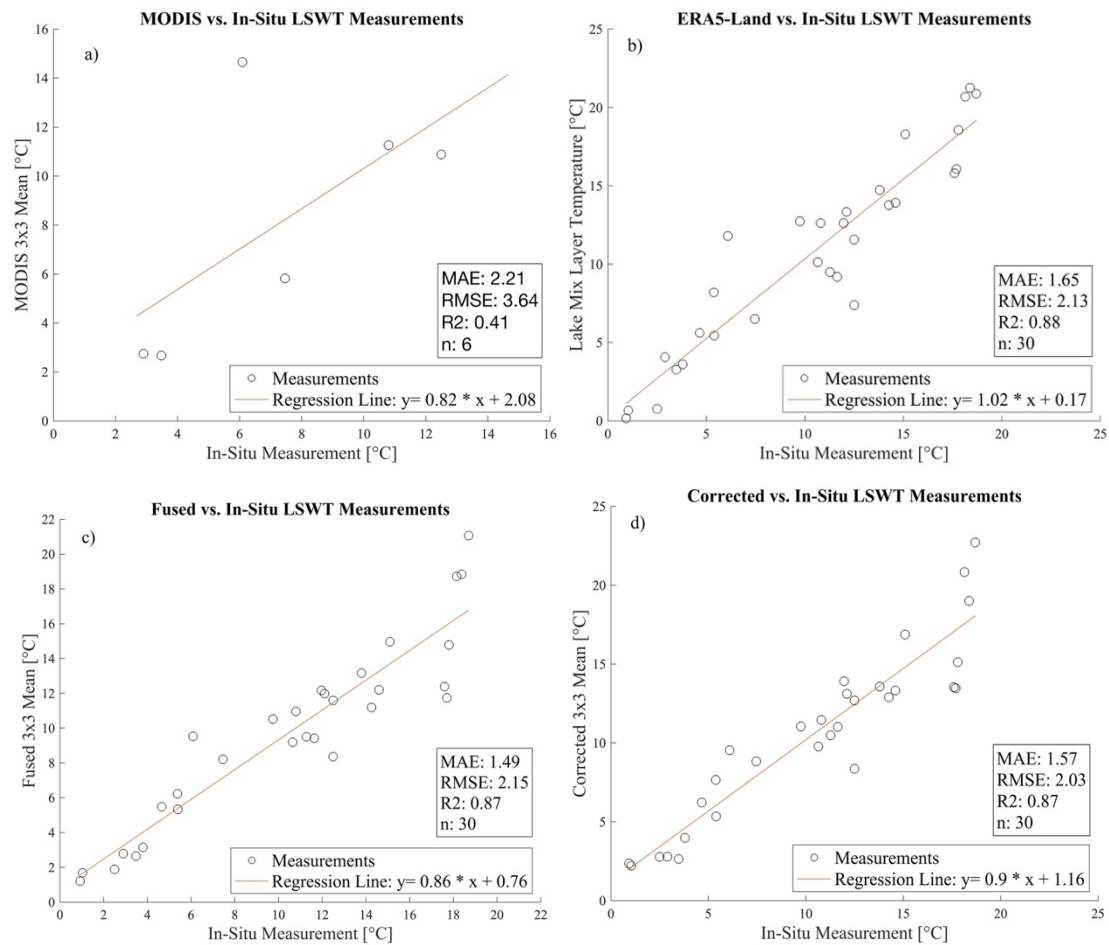 MODIS vs. In-Situ LSWT Measurements
a)
MODIS 3x3 Mean [°C]
16
14
12
10
8
6
4
2
0
0 2 4 6 8 10 12 14 16
In-Situ Measurement [°C]
MAE: 2.21
RMSE: 3.64
R2: 0.41
n: 6
Measurements
Regression Line: y= 0.82 * x + 2.08
ERA5-Land vs. In-Situ LSWT Measurements
b)
Lake Mix Layer Temperature [°C]
25
20
15
10
5
0
0 5 10 15 20 25
In-Situ Measurement [°C]
MAE: 1.65
RMSE: 2.13
R2: 0.88
n: 30
Measurements
Regression Line: y= 1.02 * x + 0.17
Fused vs. In-Situ LSWT Measurements
c)
Fused 3x3 Mean [°C]
22
20
18
16
14
12
10
8
6
4
2
0
0 2 4 6 8 10 12 14 16 18 20 22
In-Situ Measurement [°C]
MAE: 1.49
RMSE: 2.15
R2: 0.87
n: 30
Measurements
Regression Line: y= 0.86 * x + 0.76
Corrected vs. In-Situ LSWT Measurements
d)
Corrected 3x3 Mean [°C]
25
20
15
10
5
0
0 5 10 15 20 25
In-Situ Measurement [°C]
MAE: 1.57
RMSE: 2.03
R2: 0.87
n: 30
Measurements
Regression Line: y= 0.9 * x + 1.16